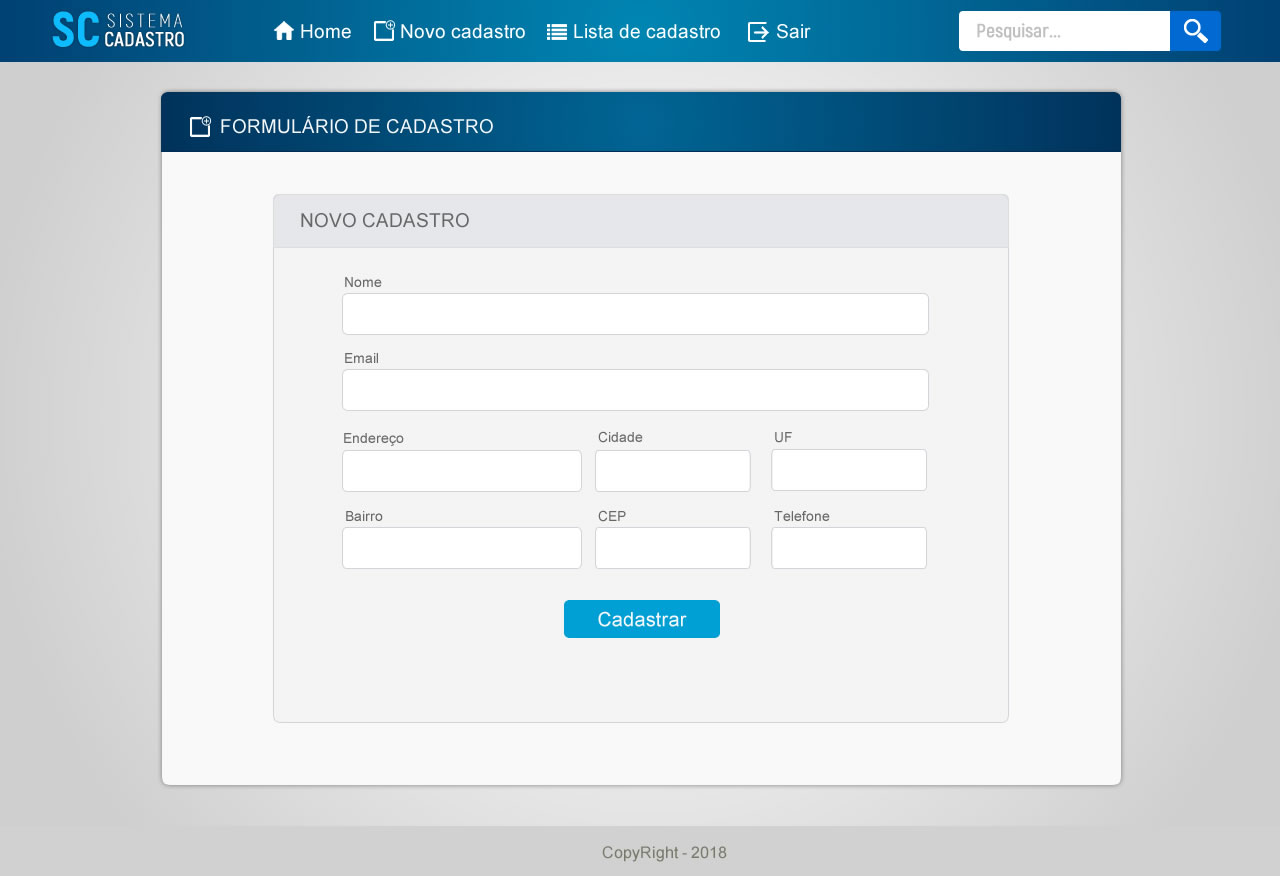 SC SISTEMA CADASTRO
Home Novo cadastro Lista de cadastro Sair Pesquisar...
FORMULÁRIO DE CADASTRO
NOVO CADASTRO
Nome
Email
Endereço Cidade UF
Bairro CEP Telefone
Cadastrar
CopyRight - 2018